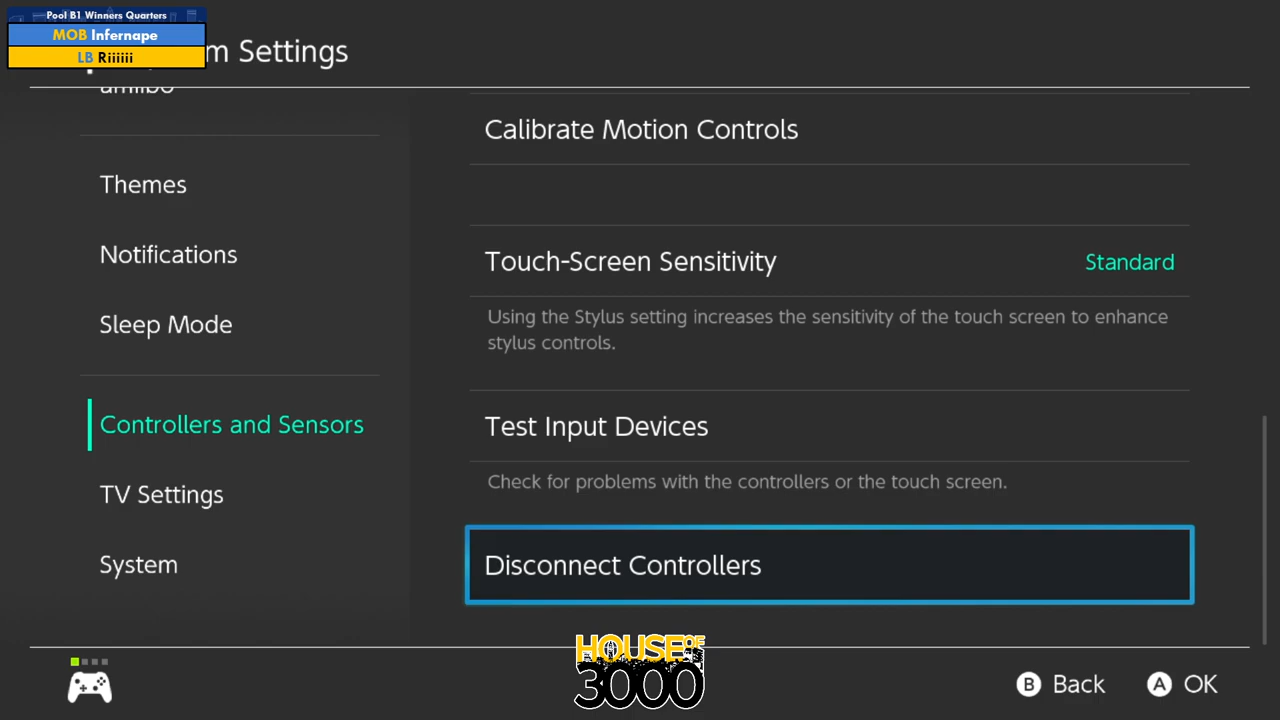 Pool B1 Winners Quarters
MOB Infernape
LB Riiiiii
m Settings
amiibo
Themes
Notifications
Sleep Mode
Controllers and Sensors
TV Settings
System
Calibrate Motion Controls
Touch-Screen Sensitivity Standard
Using the Stylus setting increases the sensitivity of the touch screen to enhance
stylus controls.
Test Input Devices
Check for problems with the controllers or the touch screen.
Disconnect Controllers
HOUSE OF
3000
B Back A OK